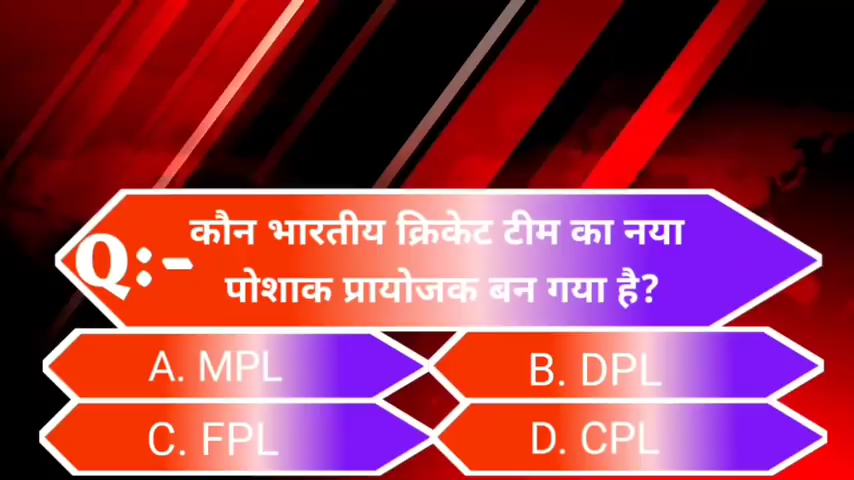 Q:- कौन भारतीय क्रिकेट टीम का नया
पोशाक प्रायोजक बन गया है?
A. MPL
B. DPL
C. FPL
D. CPL